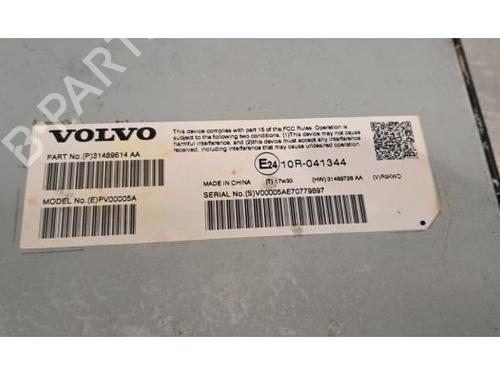 B PARTS
VOLVO
This device complies with part 15 of the FCC Rules. Operation is
subject to the following two conditions. (1)This device may not cause
harmful interference, and (2)this device must accept any interference
received, including interference that may cause undesired operation.
PART No.(P)31489614 AA
E24 10R-041344
MADE IN CHINA (T) 17w30 (HW) 31489726 AA (V)R9KWD
MODEL No.(E)PV00005A
SERIAL No.(S)V00005AE70779897